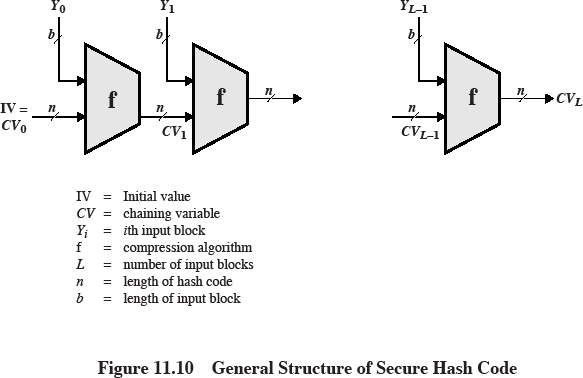 Y0 Y1 YL–1
b b b
f f f
IV = n n n n n CVL
CV0 CV1 CVL–1
IV = Initial value
CV = chaining variable
Yi = ith input block
f = compression algorithm
L = number of input blocks
n = length of hash code
b = length of input block
Figure 11.10 General Structure of Secure Hash Code